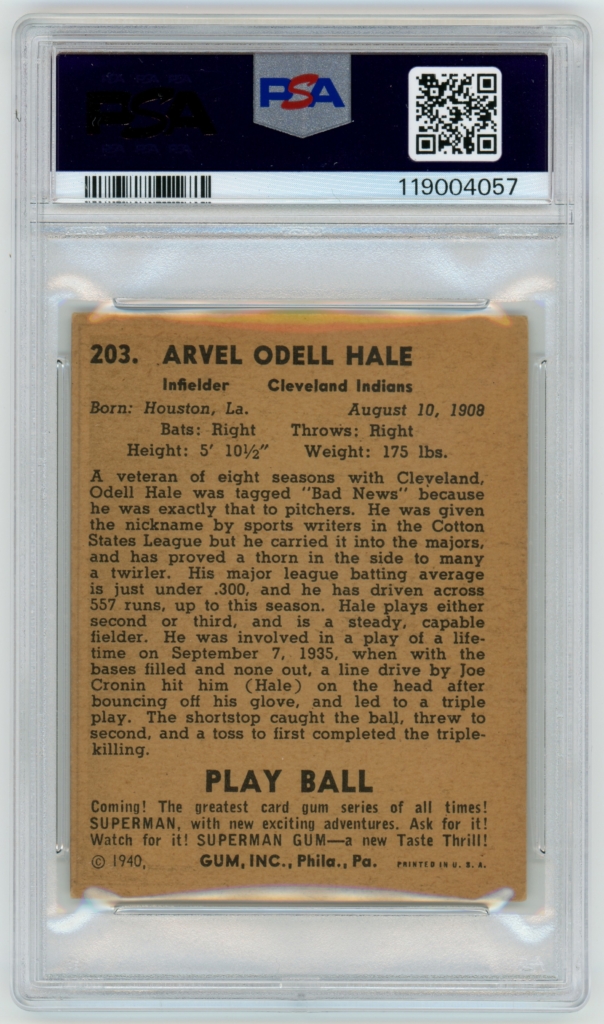 PSA
PSA
119004057
203. ARVEL ODELL HALE
Infielder Cleveland Indians
Born: Houston, La. August 10, 1908
Bats: Right Throws: Right
Height: 5' 10½" Weight: 175 lbs.
A veteran of eight seasons with Cleveland,
Odell Hale was tagged "Bad News" because
he was exactly that to pitchers. He was given
the nickname by sports writers in the Cotton
States League but he carried it into the majors,
and has proved a thorn in the side to many
a twirler. His major league batting average
is just under .300, and he has driven across
557 runs, up to this season. Hale plays either
second or third, and is a steady, capable
fielder. He was involved in a play of a life-
time on September 7, 1935, when with the
bases filled and none out, a line drive by Joe
Cronin hit him (Hale) on the head after
bouncing off his glove, and led to a triple
play. The shortstop caught the ball, threw to
second, and a toss to first completed the triple-
killing.
PLAY BALL
Coming! The greatest card gum series of all times!
SUPERMAN, with new exciting adventures. Ask for it!
Watch for it! SUPERMAN GUM—a new Taste Thrill!
© 1940, GUM, INC., Phila., Pa. PRINTED IN U. S. A.